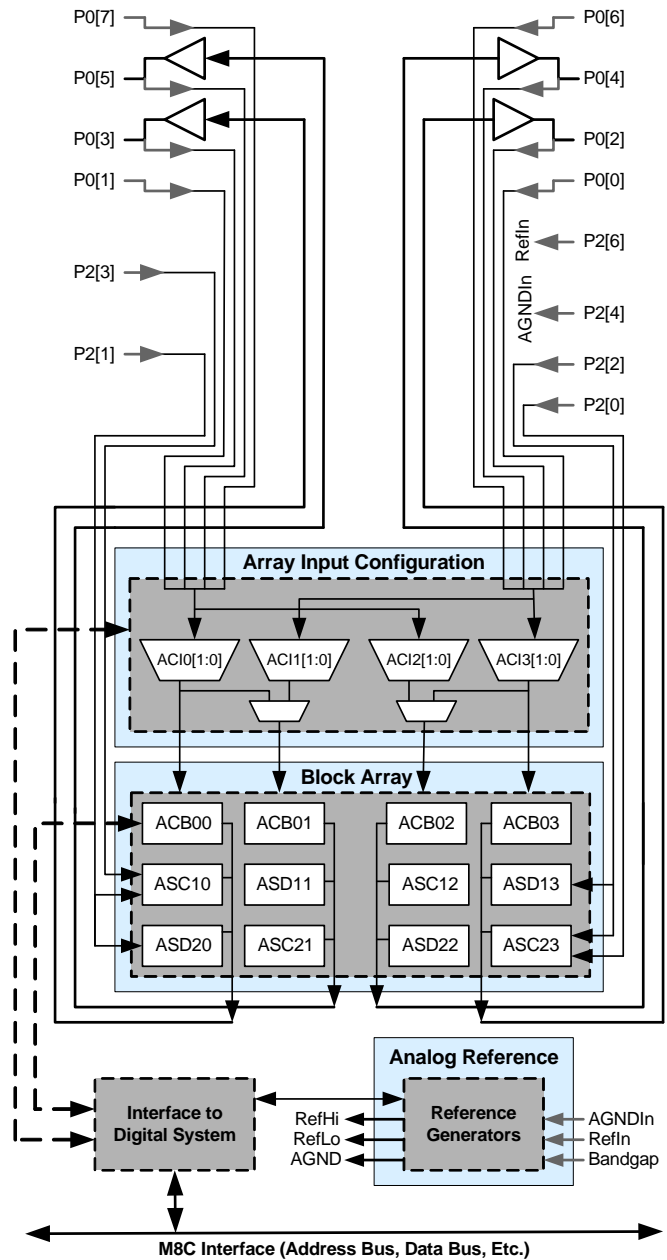 P0[7]
P0[6]
P0[5]
P0[4]
P0[3]
P0[2]
P0[1]
P0[0]
RefIn
P2[6]
P2[3]
AGNDIn
P2[4]
P2[1]
P2[2]
P2[0]
Array Input Configuration
ACI0[1:0] ACI1[1:0] ACI2[1:0] ACI3[1:0]
Block Array
ACB00 ACB01 ACB02 ACB03
ASC10 ASD11 ASC12 ASD13
ASD20 ASC21 ASD22 ASC23
Analog Reference
Interface to
Digital System
RefHi
RefLo
AGND
Reference
Generators
AGNDIn
RefIn
Bandgap
M8C Interface (Address Bus, Data Bus, Etc.)